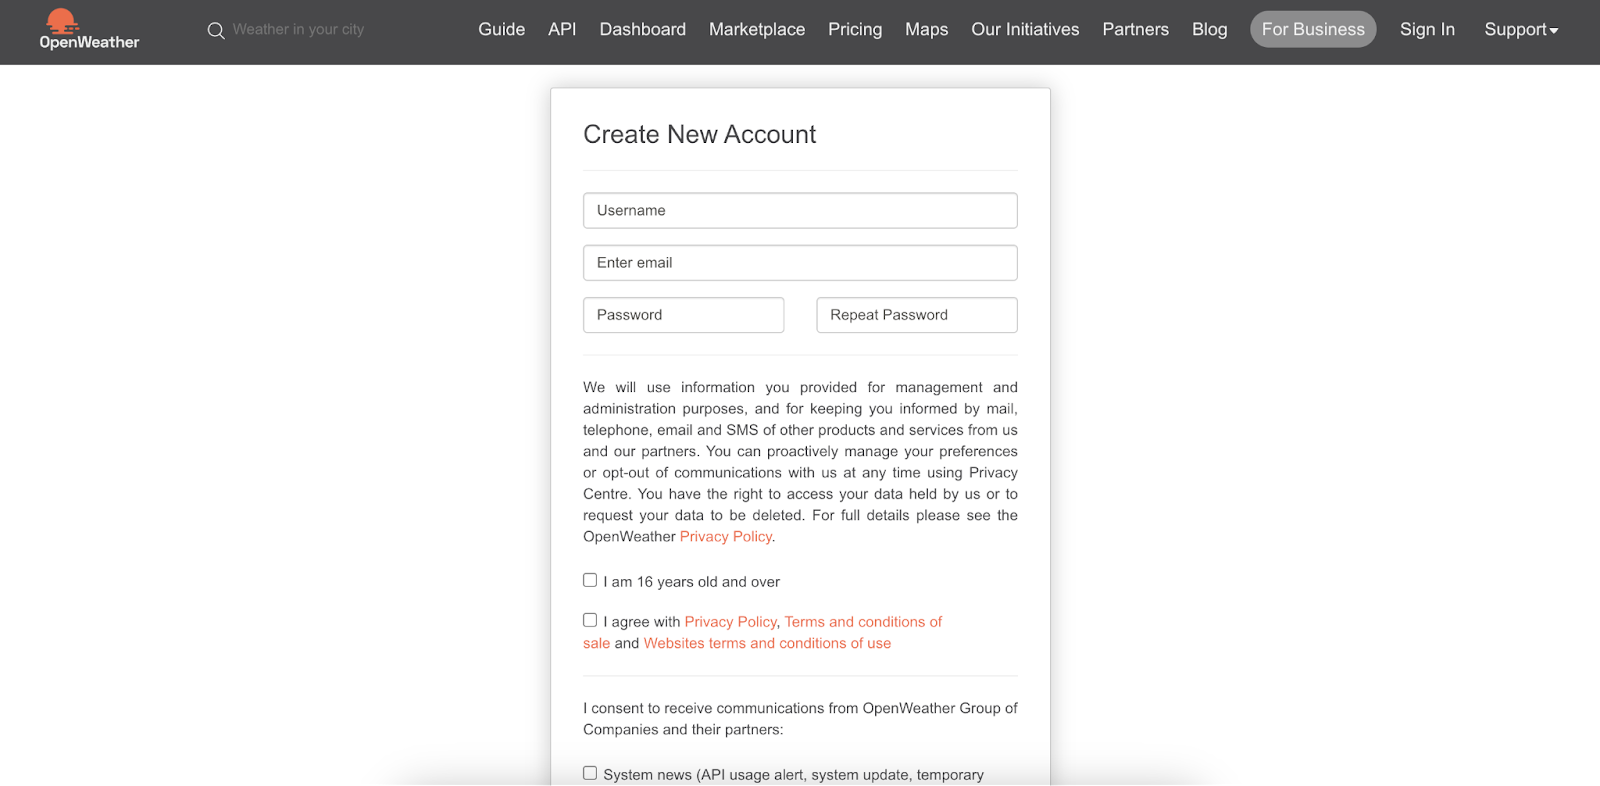 OpenWeather
Weather in your city
Guide API Dashboard Marketplace Pricing Maps Our Initiatives Partners Blog For Business Sign In Support
Create New Account
Username
Enter email
Password Repeat Password
We will use information you provided for management and
administration purposes, and for keeping you informed by mail,
telephone, email and SMS of other products and services from us
and our partners. You can proactively manage your preferences
or opt-out of communications with us at any time using Privacy
Centre. You have the right to access your data held by us or to
request your data to be deleted. For full details please see the
OpenWeather Privacy Policy.
I am 16 years old and over
I agree with Privacy Policy, Terms and conditions of
sale and Websites terms and conditions of use
I consent to receive communications from OpenWeather Group of
Companies and their partners:
System news (API usage alert, system update, temporary